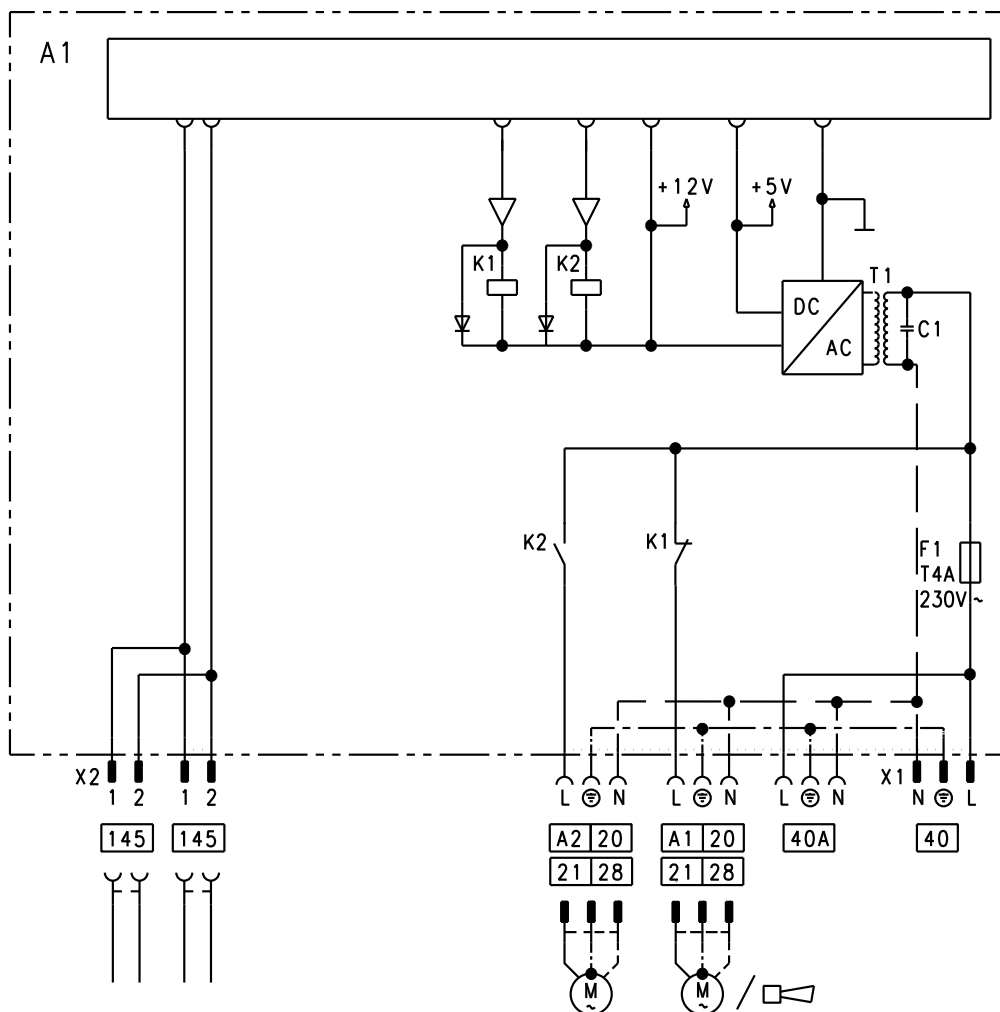 A1
+12V
+5V
K1
K2
T1
DC
AC
C1
K2
K1
F1
T4A
230V~
X2
1 2 1 2
L N L N L N
X1
N L
145
145
A2 20
21 28
A1 20
21 28
40A
40
M
~
M
~
/